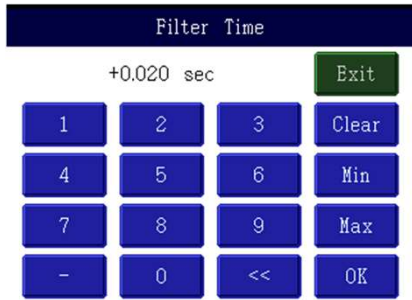 Filter Time
+0.020 sec Exit
1 2 3 Clear
4 5 6 Min
7 8 9 Max
- 0 << OK